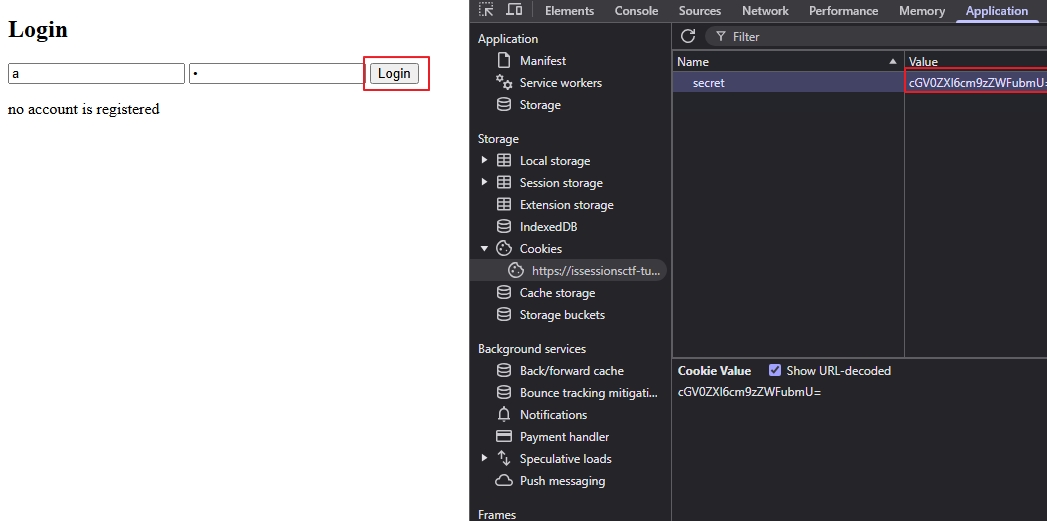 Login
a
•
Login
no account is registered
Elements
Console
Sources
Network
Performance
Memory
Application
Application
Manifest
Service workers
Storage
Storage
Local storage
Session storage
Extension storage
IndexedDB
Cookies
https://issessionsctf-tu...
Cache storage
Storage buckets
Background services
Back/forward cache
Bounce tracking mitigati...
Notifications
Payment handler
Speculative loads
Push messaging
Frames
Filter
Name
Value
secret
cGV0ZXI6cm9zZWFubmU=
Cookie Value
Show URL-decoded
cGV0ZXI6cm9zZWFubmU=